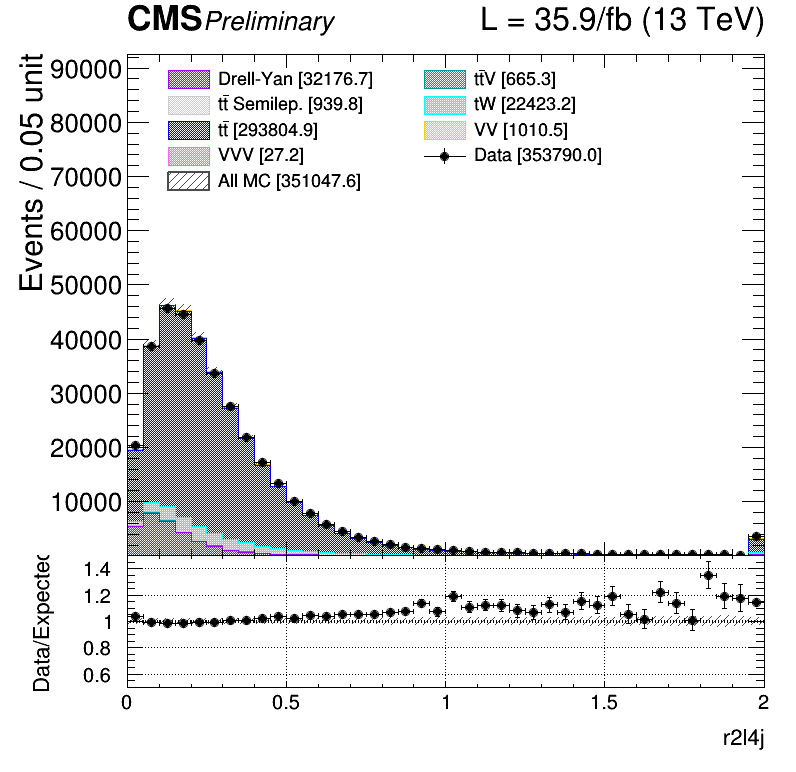 CMS Preliminary L = 35.9/fb (13 TeV)
Events / 0.05 unit
90000
80000
70000
60000
50000
40000
30000
20000
10000
Drell-Yan [32176.7]
tt̄ Semilep. [939.8]
tt̄ [293804.9]
VVV [27.2]
All MC [351047.6]
tt̄V [665.3]
tW [22423.2]
VV [1010.5]
Data [353790.0]
Data/Expected
1.4
1.2
1
0.8
0.6
0 0.5 1 1.5 2
r2l4j